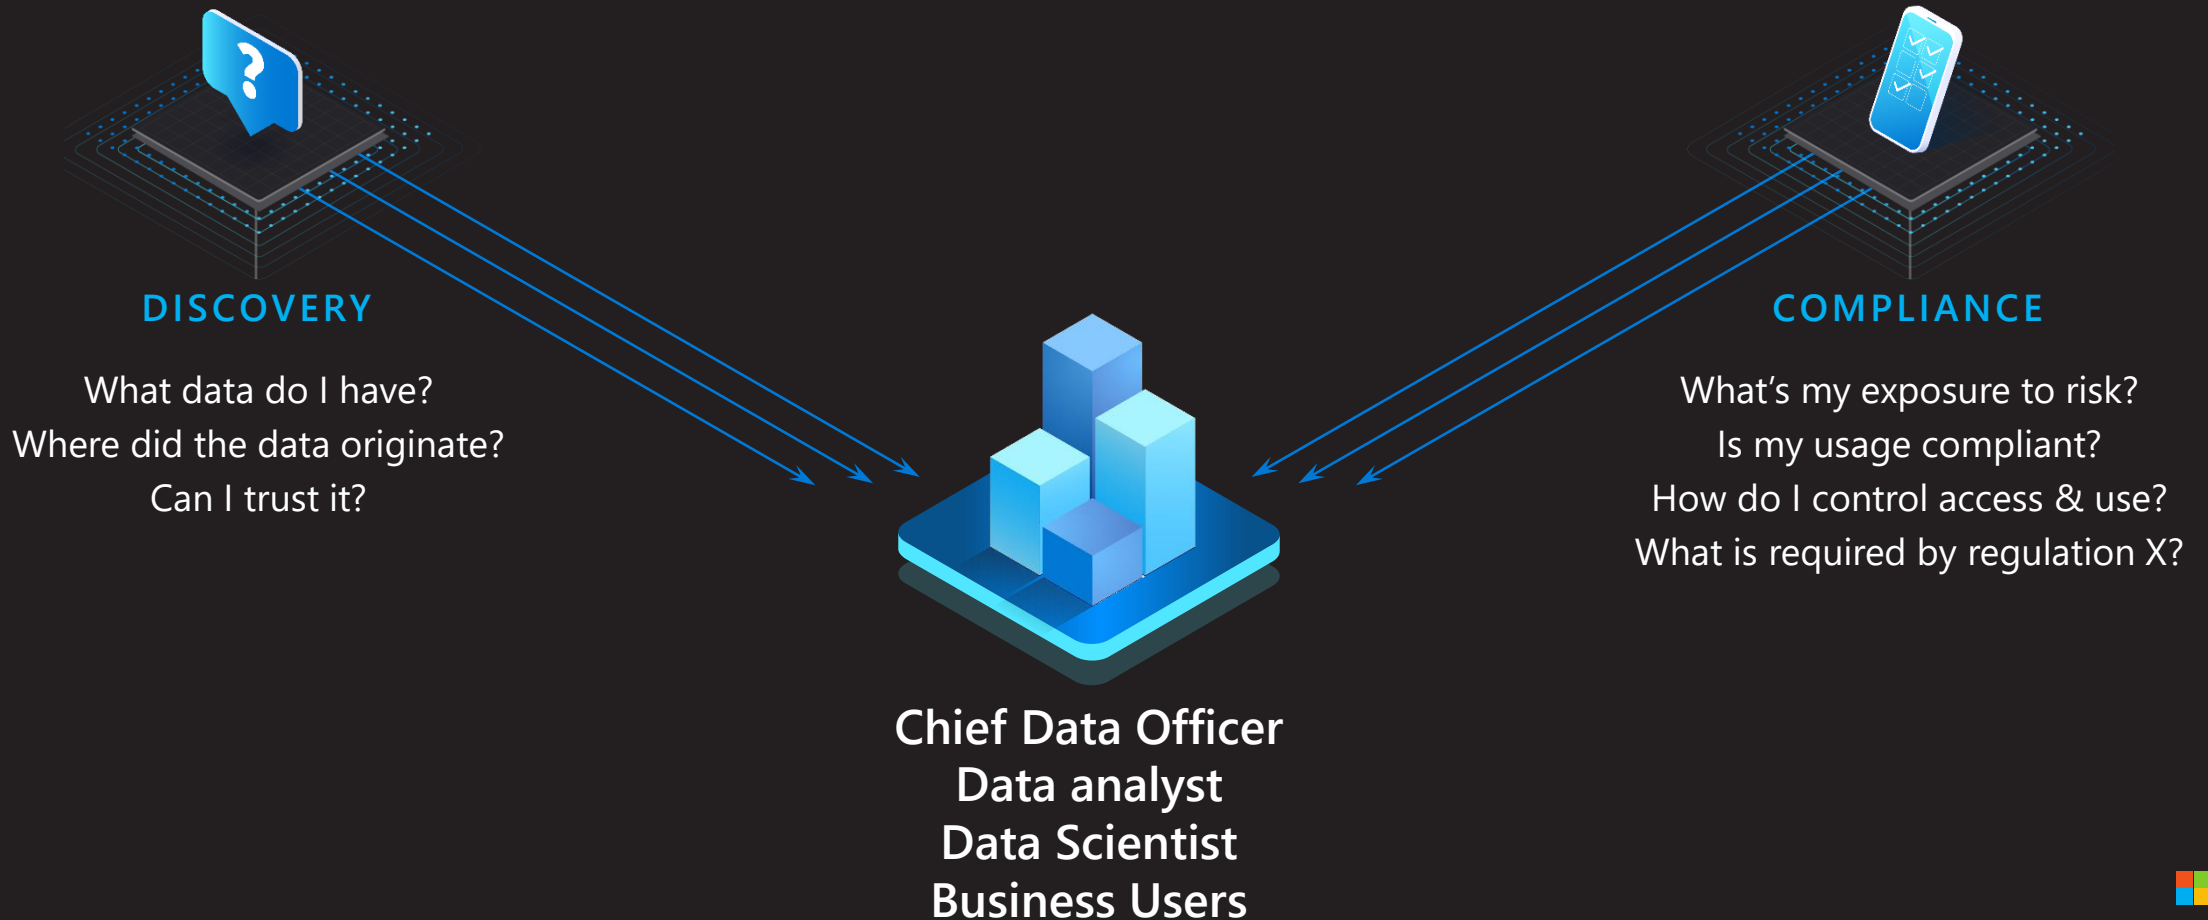 DISCOVERY
What data do I have?
Where did the data originate?
Can I trust it?
COMPLIANCE
What’s my exposure to risk?
Is my usage compliant?
How do I control access & use?
What is required by regulation X?
Chief Data Officer
Data analyst
Data Scientist
Business Users